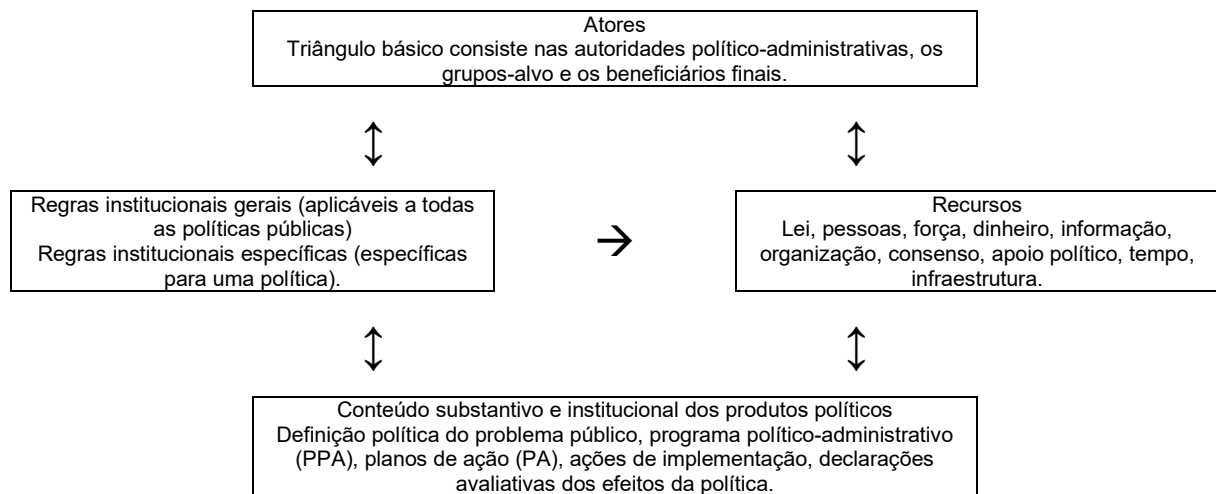 Atores
Triângulo básico consiste nas autoridades político-administrativas, os
grupos-alvo e os beneficiários finais.
Regras institucionais gerais (aplicáveis a todas
as políticas públicas)
Regras institucionais específicas (específicas
para uma política).
Recursos
Lei, pessoas, força, dinheiro, informação,
organização, consenso, apoio político, tempo,
infraestrutura.
Conteúdo substantivo e institucional dos produtos políticos
Definição política do problema público, programa político-administrativo
(PPA), planos de ação (PA), ações de implementação, declarações
avaliativas dos efeitos da política.